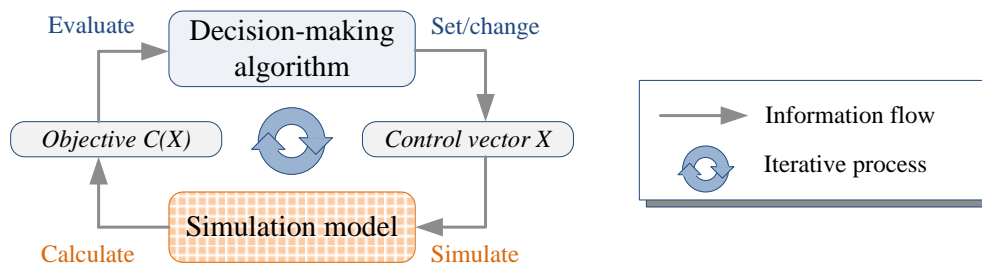 Evaluate
Decision-making
algorithm
Set/change
Objective C(X)
Control vector X
Simulation model
Calculate
Simulate
Information flow
Iterative process